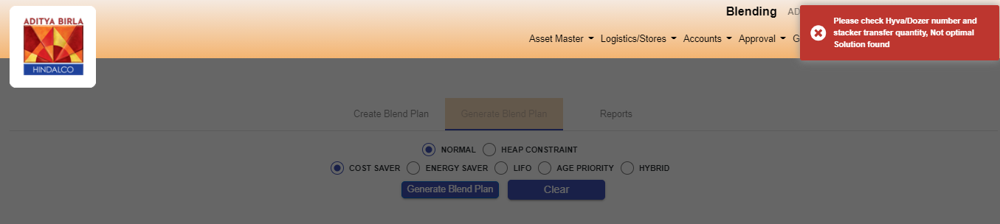 ADITYA BIRLA
HINDALCO
Blending AD
Please check Hyva/Dozer number and
stacker transfer quantity, Not optimal
Solution found
Asset Master Logistics/Stores Accounts Approval G
Create Blend Plan Generate Blend Plan Reports
NORMAL HEAP CONSTRAINT
COST SAVER ENERGY SAVER LIFO AGE PRIORITY HYBRID
Generate Blend Plan Clear